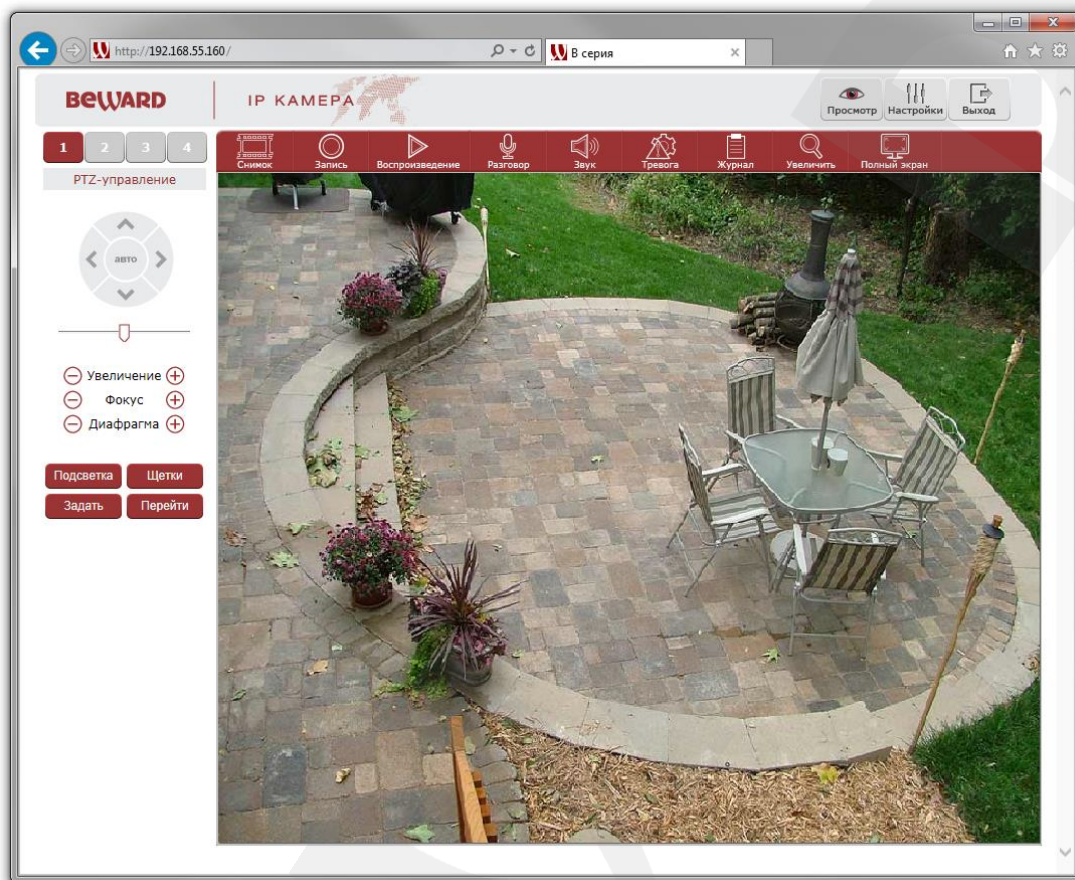 http://192.168.55.160/
В серия
BEWARD
IP КАМЕРА
Просмотр
Настройки
Выход
1 2 3 4
PTZ-управление
Снимок
Запись
Воспроизведение
Разговор
Звук
Тревога
Журнал
Увеличить
Полный экран
авто
Увеличение
Фокус
Диафрагма
Подсветка
Щетки
Задать
Перейти